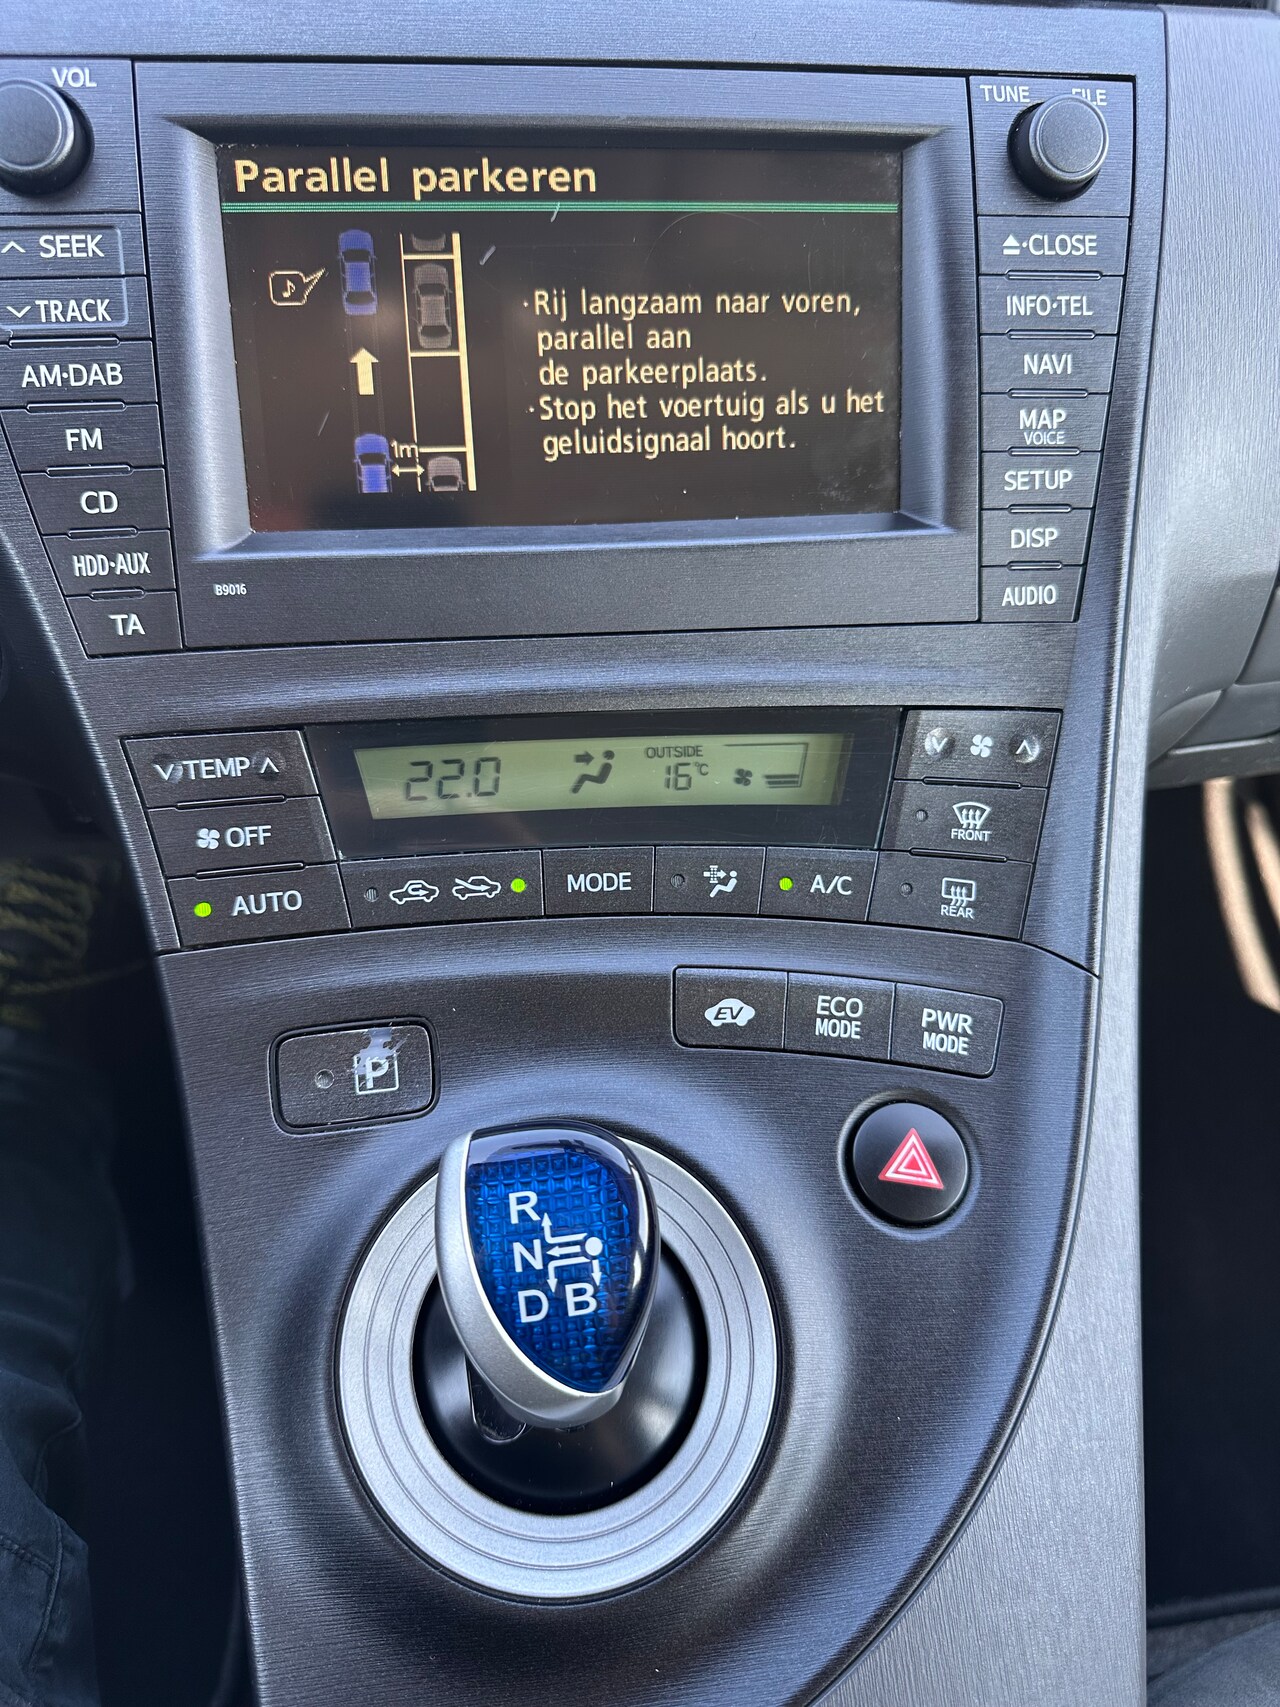 VOL
TUNE FILE
Parallel parkeren
SEEK
TRACK
AM·DAB
FM
CD
HDD·AUX
TA
1m
·Rij langzaam naar voren,
parallel aan
de parkeerplaats.
·Stop het voertuig als u het
geluidsignaal hoort.
·CLOSE
INFO·TEL
NAVI
MAP
VOICE
SETUP
DISP
AUDIO
B9016
TEMP
OFF
AUTO
22.0
OUTSIDE
16°C
FRONT
MODE
A/C
REAR
EV
ECO
MODE
PWR
MODE
P
R
N
D B